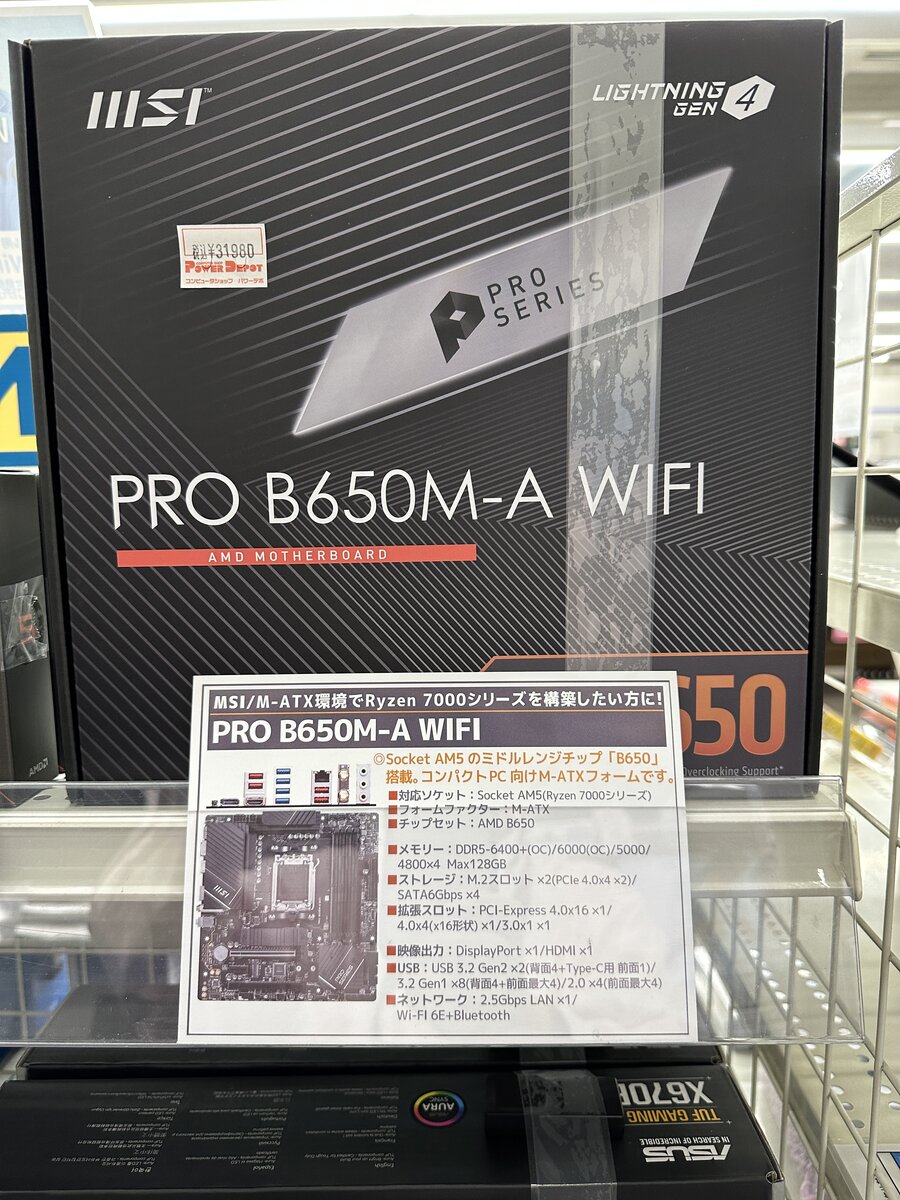 msi
LIGHTNING
GEN 4
税込¥31980
POWER DEPOT
コンピュータショップ・パワーデポ
PRO
SERIES
PRO B650M-A WIFI
AMD MOTHERBOARD
650
Overclocking Support*
MSI/M-ATX環境でRyzen 7000シリーズを構築したい方に!
PRO B650M-A WIFI
◎Socket AM5 のミドルレンジチップ「B650」
搭載。コンパクトPC 向けM-ATXフォームです。
■対応ソケット：Socket AM5(Ryzen 7000シリーズ)
■フォームファクター：M-ATX
■チップセット：AMD B650
■メモリー：DDR5-6400+(OC)/6000(OC)/5000/
4800×4 Max128GB
■ストレージ：M.2スロット ×2(PCIe 4.0x4 ×2)/
SATA6Gbps ×4
■拡張スロット：PCI-Express 4.0x16 ×1/
4.0x4(x16形状) ×1/3.0x1 ×1
■映像出力：DisplayPort ×1/HDMI ×1
■USB：USB 3.2 Gen2 ×2(背面4+Type-C用 前面1)/
3.2 Gen1 ×8(背面4+前面最大4)/2.0 ×4(前面最大4)
■ネットワーク：2.5Gbps LAN ×1/
Wi-FI 6E+Bluetooth
AMD
AURA
SYNC
X670E
TUF GAMING
ASUS
IN SEARCH OF INCREDIBLE